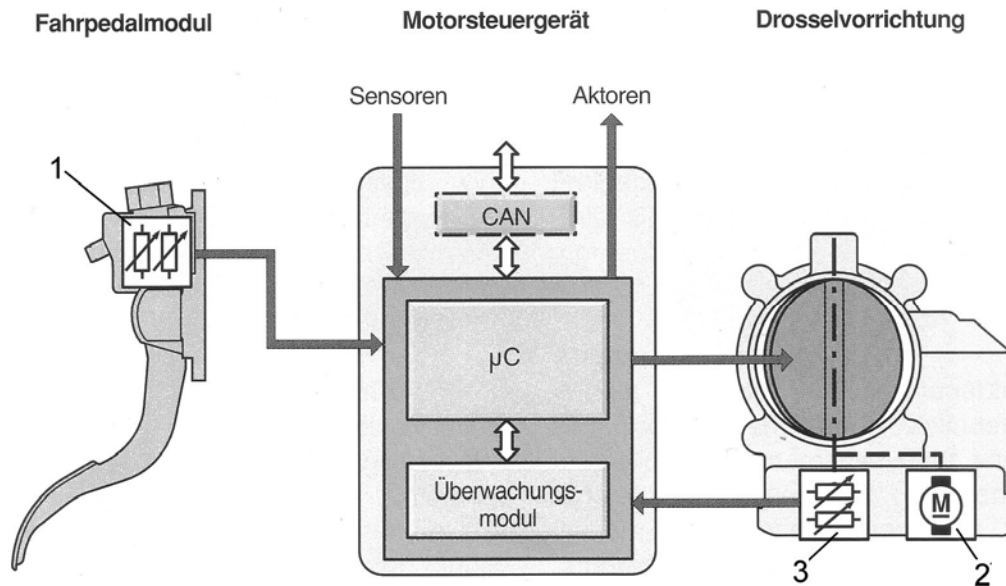 Fahrpedalmodul
Motorsteuergerät
Drosselvorrichtung
Sensoren
Aktoren
1
CAN
µC
Überwachungs-
modul
M
3
2